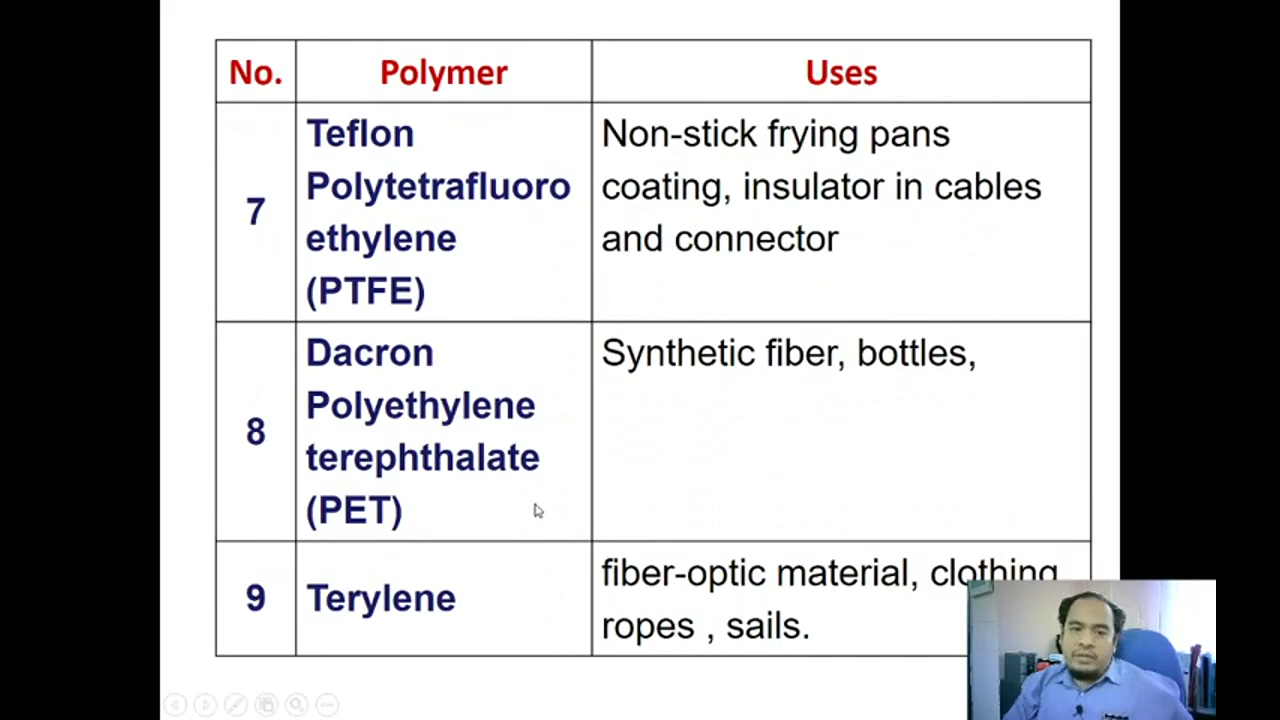 No. Polymer Uses
7
Teflon
Polytetrafluoro
ethylene
(PTFE)
Non-stick frying pans
coating, insulator in cables
and connector
8
Dacron
Polyethylene
terephthalate
(PET)
Synthetic fiber, bottles,
9
Terylene
fiber-optic material, clothing
ropes , sails.